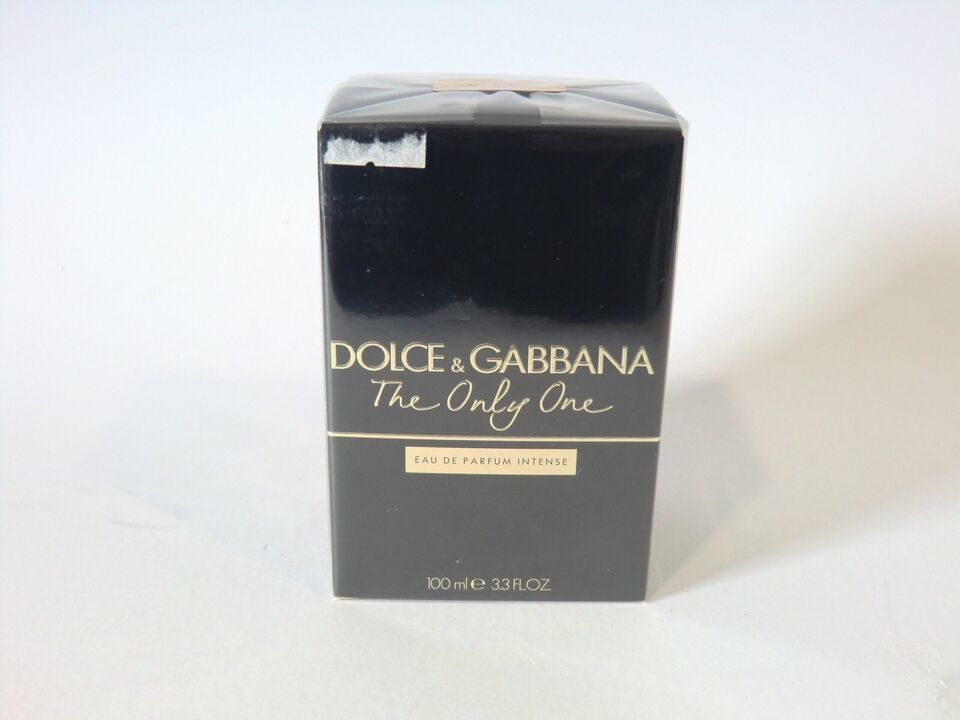 DOLCE & GABBANA
The Only One
EAU DE PARFUM INTENSE
100 ml ℮ 3.3 FL.OZ.